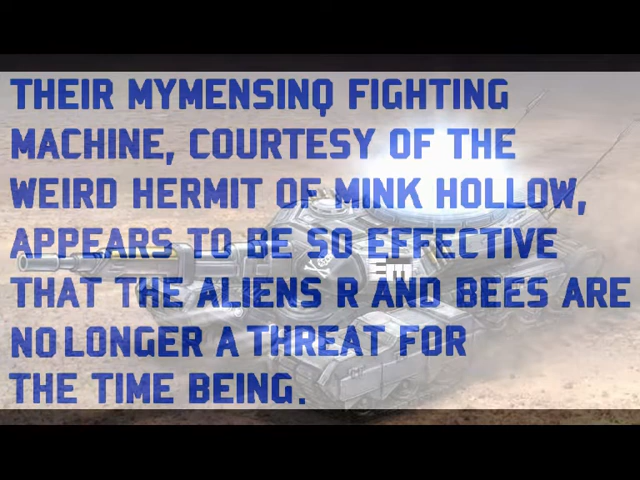 THEIR MYMENSINQ FIGHTING
MACHINE, COURTESY OF THE
WEIRD HERMIT OF MINK HOLLOW,
APPEARS TO BE SO EFFECTIVE
THAT THE ALIENS R AND BEES ARE
NO LONGER A THREAT FOR
THE TIME BEING.